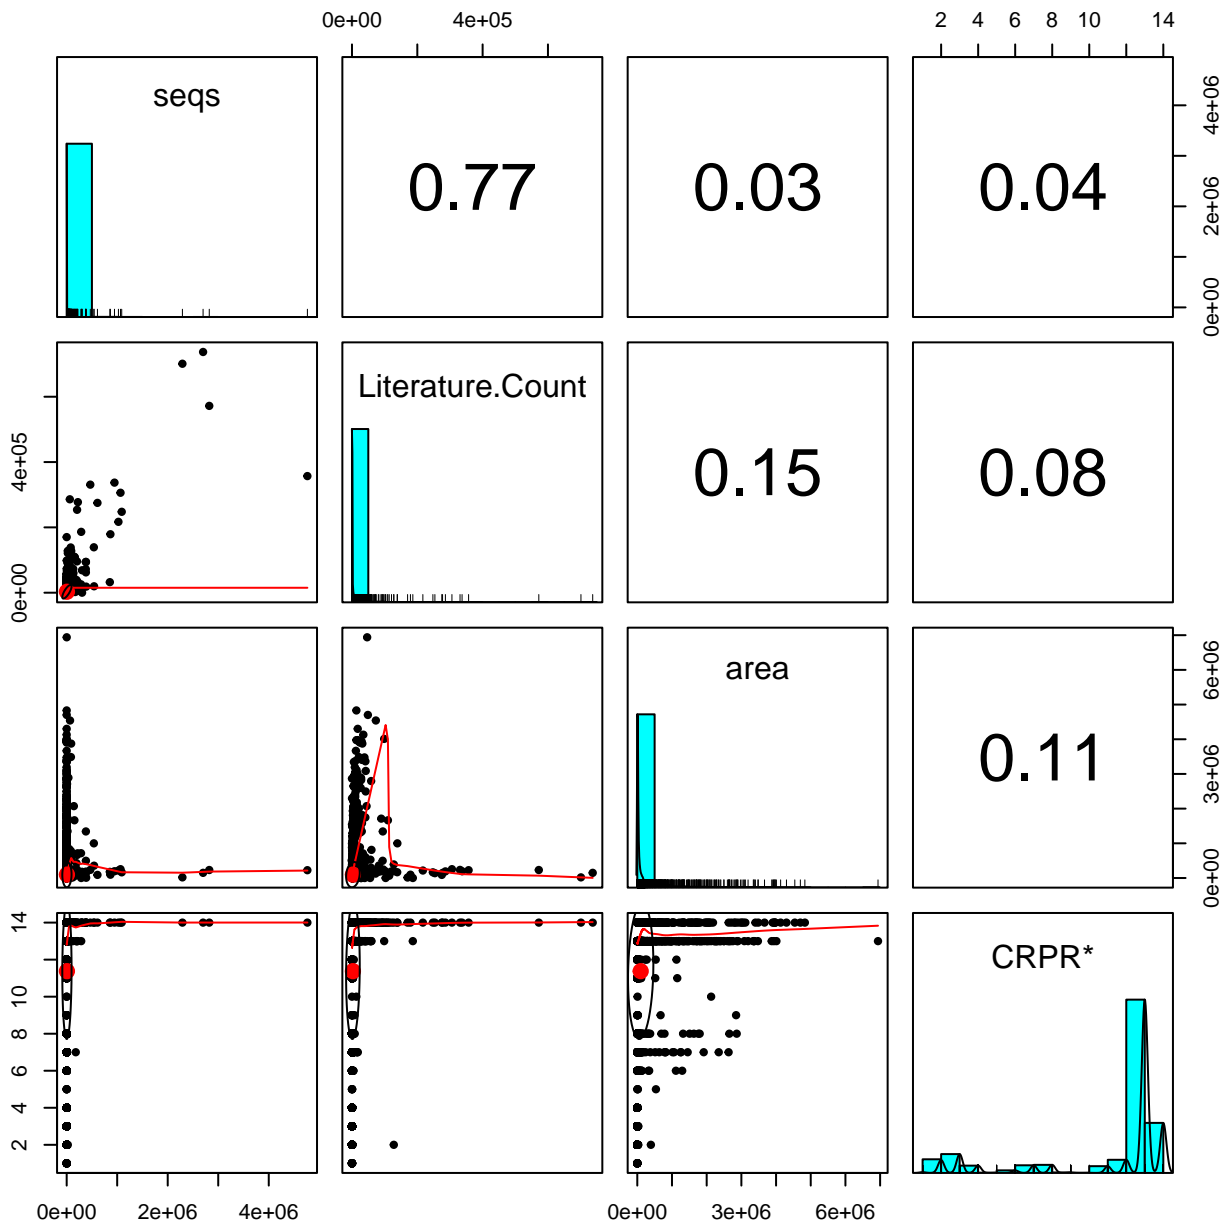 0e+00 4e+05 2 4 6 8 10 14
seqs 0.77 0.03 0.04
0e+00 2e+06 4e+06
Literature.Count 0.15 0.08
0e+00 4e+05
area 0.11
0e+00 3e+06 6e+06
CRPR*
2 4 6 8 10 14
0e+00 2e+06 4e+06 0e+00 3e+06 6e+06